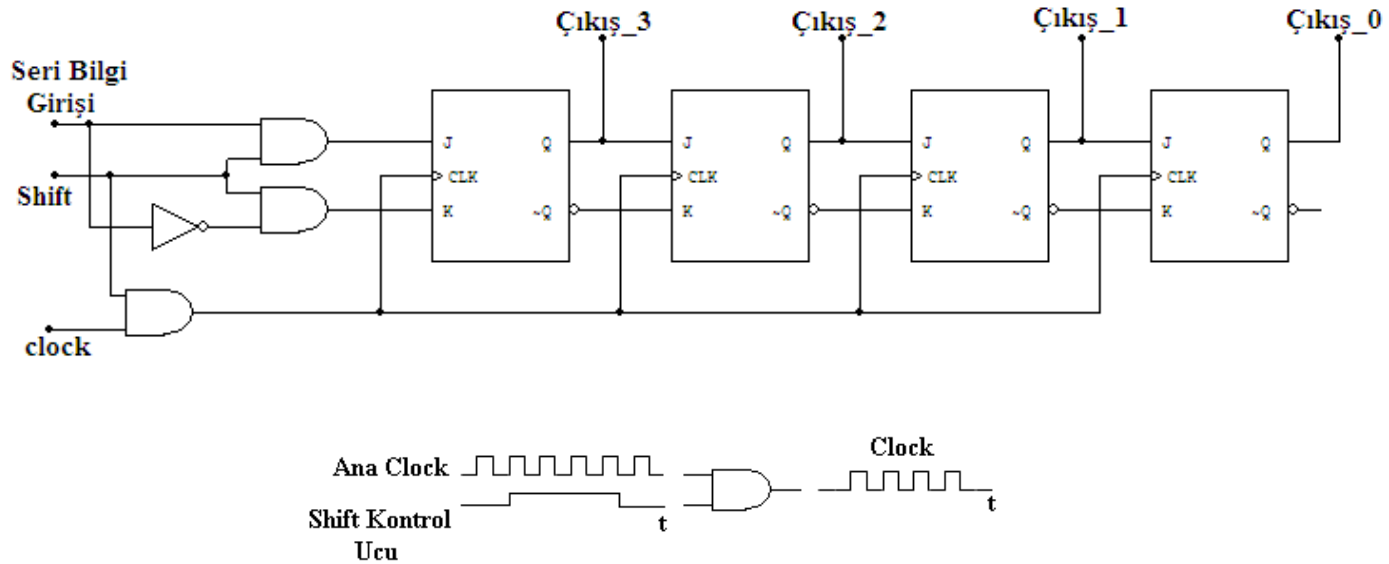 Çıkış_3
Çıkış_2
Çıkış_1
Çıkış_0
Seri Bilgi
Girişi
Shift
clock
J
Q
CLK
K
~Q
J
Q
CLK
K
~Q
J
Q
CLK
K
~Q
J
Q
CLK
K
~Q
Ana Clock
Shift Kontrol
Ucu
t
Clock
t